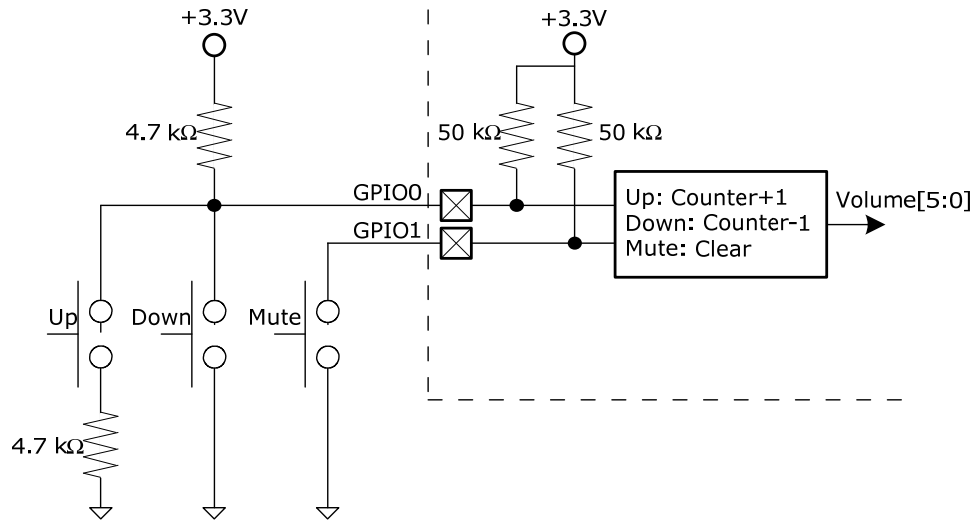 +3.3V
+3.3V
4.7 kΩ
50 kΩ
50 kΩ
GPIO0
GPIO1
Up: Counter+1
Down: Counter-1
Mute: Clear
Volume[5:0]
Up
Down
Mute
4.7 kΩ